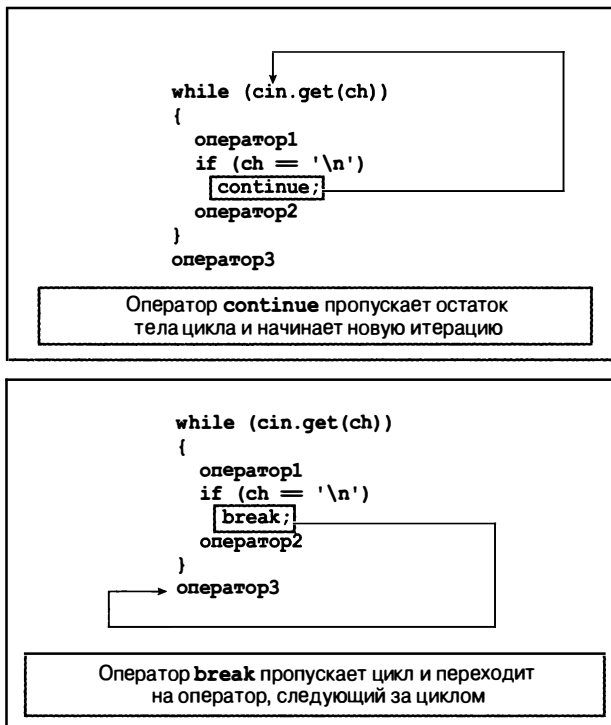 while (cin.get(ch))
{
оператор1
if (ch == '\n')
continue;
оператор2
}
оператор3
Оператор continue пропускает остаток
тела цикла и начинает новую итерацию
while (cin.get(ch))
{
оператор1
if (ch == '\n')
break;
оператор2
}
оператор3
Оператор break пропускает цикл и переходит
на оператор, следующий за циклом